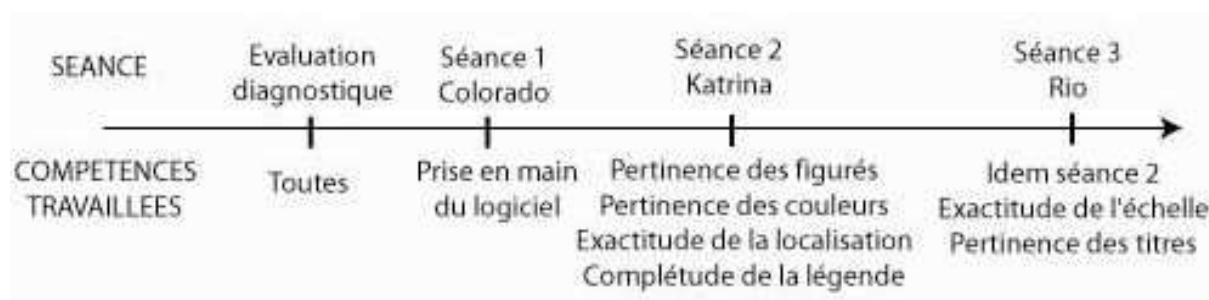 SEANCE
Evaluation
diagnostique
Séance 1
Colorado
Séance 2
Katrina
Séance 3
Rio
COMPETENCES
TRAVAILLEES
Toutes
Prise en main
du logiciel
Pertinence des figurés
Pertinence des couleurs
Exactitude de la localisation
Complétude de la légende
Idem séance 2
Exactitude de l'échelle
Pertinence des titres